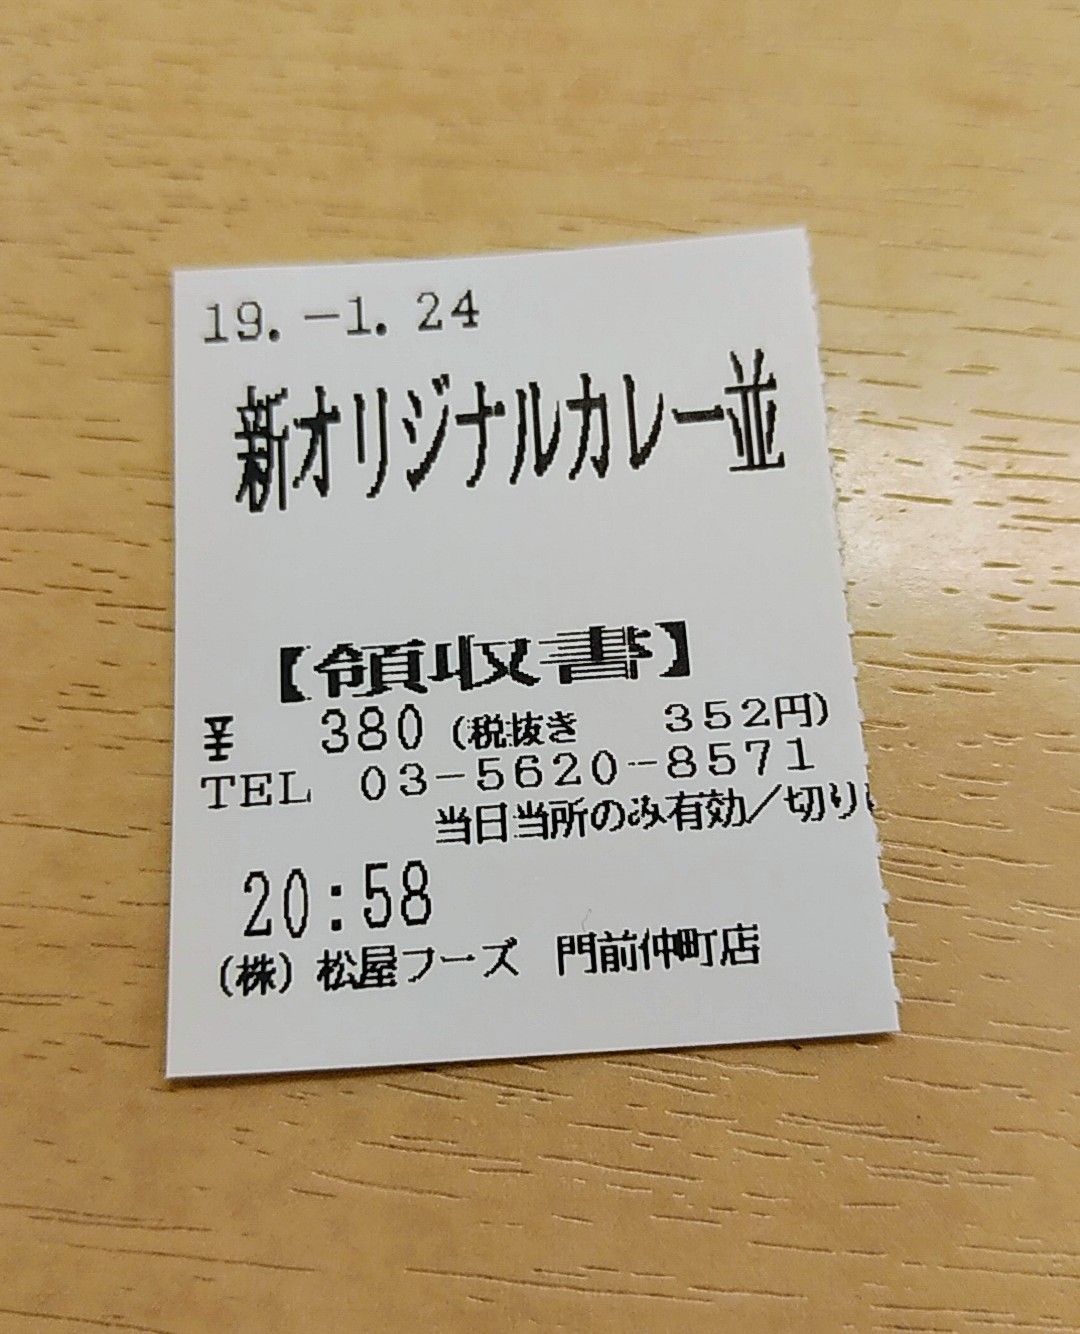 19.-1.24
新オリジナルカレー並
【領収書】
¥ 380 (税抜き 352円)
TEL 03-5620-8571
当日当所のみ有効/切り
20:58
(株) 松屋フーズ 門前仲町店